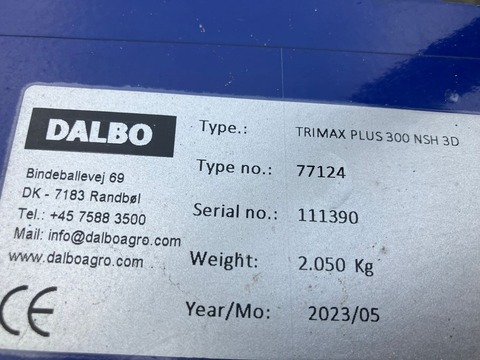 DALBO
Bindeballevej 69
DK - 7183 Randbøl
Tel.: +45 7588 3500
Mail: info@dalboagro.com
www.dalboagro.com
CE
Type.: TRIMAX PLUS 300 NSH 3D
Type no.: 77124
Serial no.: 111390
Weight: 2.050 Kg
Year/Mo: 2023/05